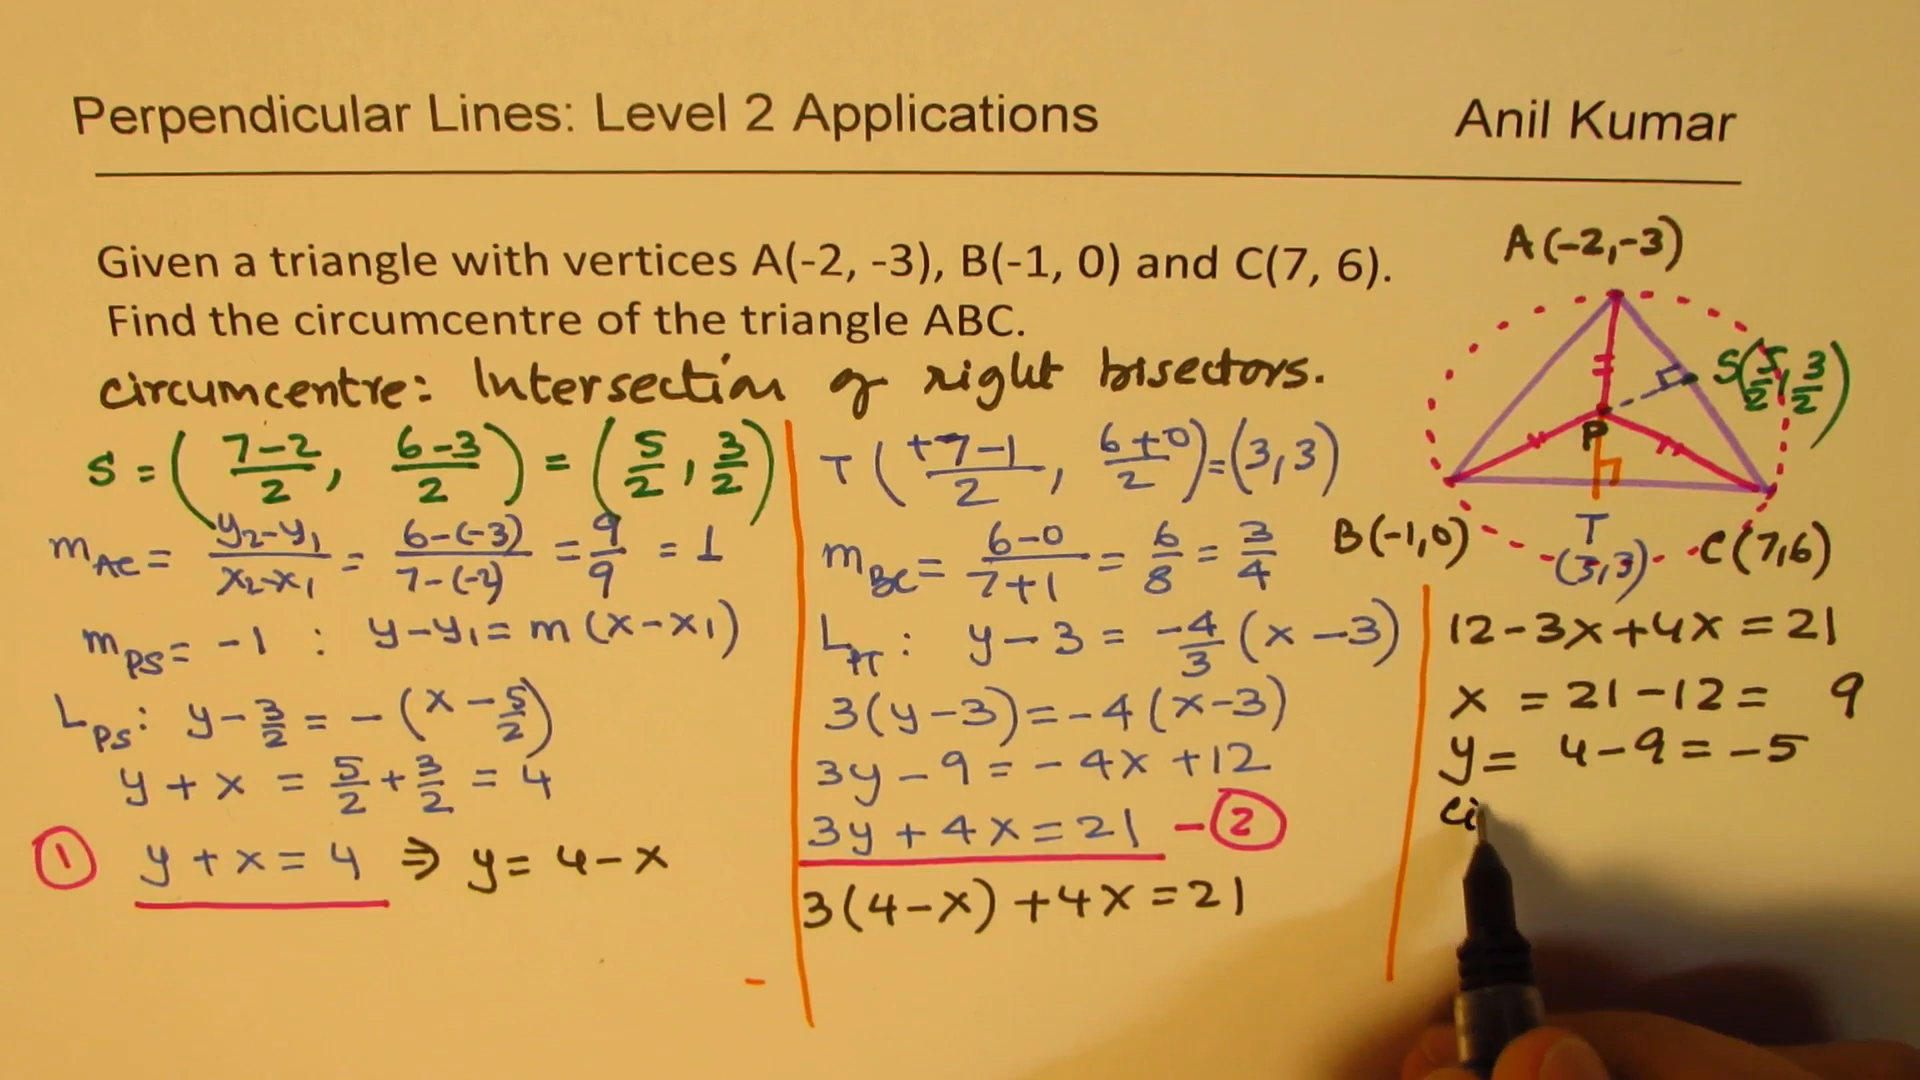 Perpendicular Lines: Level 2 Applications
Anil Kumar
Given a triangle with vertices A(-2, -3), B(-1, 0) and C(7, 6).
Find the circumcentre of the triangle ABC.
circumcentre: Intersection of right bisectors.
S = (7-2/2, 6-3/2) = (5/2, 3/2)
m_AC = y₂-y₁/x₂-x₁ = 6-(-3)/7-(-2) = 9/9 = 1
m_PS = -1 : y-y₁ = m(x-x₁)
L_PS: y-3/2 = -(x-5/2)
y + x = 5/2 + 3/2 = 4
① y + x = 4 ⇒ y = 4-x
T(+7-1/2, 6+0/2) = (3,3)
m_BC = 6-0/7+1 = 6/8 = 3/4
L_PT: y-3 = -4/3(x-3)
3(y-3) = -4(x-3)
3y-9 = -4x+12
3y+4x=21 -②
3(4-x)+4x=21
A(-2,-3)
S(5/2, 3/2)
P
B(-1,0)
T
(3,3)
C(7,6)
12-3x+4x=21
x = 21-12 = 9
y = 4-9 = -5
ci